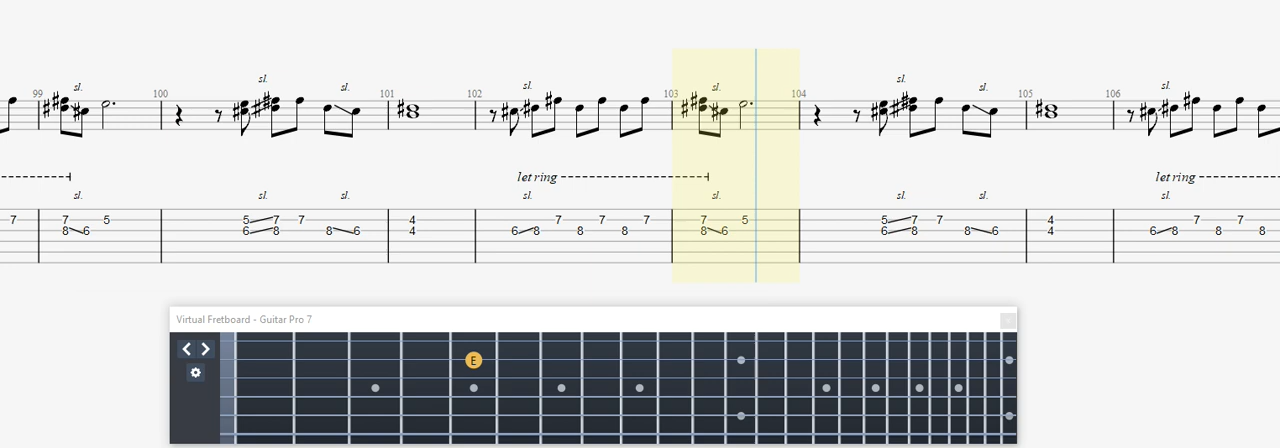 sl. sl. sl. sl. sl. sl. sl. sl.
99 100 101 102 103 104 105 106
let ring let ring
sl. sl. sl. sl. sl. sl. sl. sl.
7 7 5 5 7 7 4 7 7 7 7 5 5 7 7 4 7 7
8 6 6 8 8 6 4 6 8 8 8 8 6 6 8 8 6 4 6 8 8 8
Virtual Fretboard - Guitar Pro 7
E